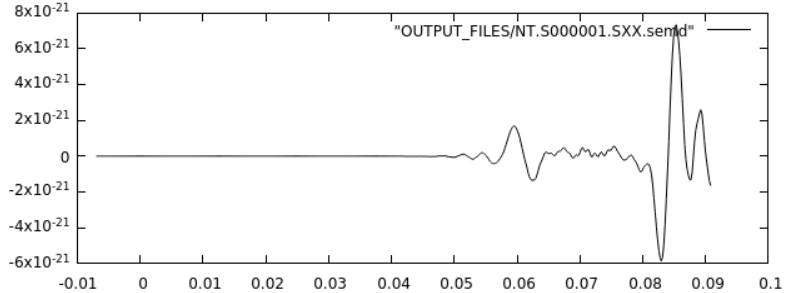 8x10-21
"OUTPUT_FILES/NT.S000001.SXX.semd"
6x10-21
4x10-21
2x10-21
0
-2x10-21
-4x10-21
-6x10-21
-0.01 0 0.01 0.02 0.03 0.04 0.05 0.06 0.07 0.08 0.09 0.1